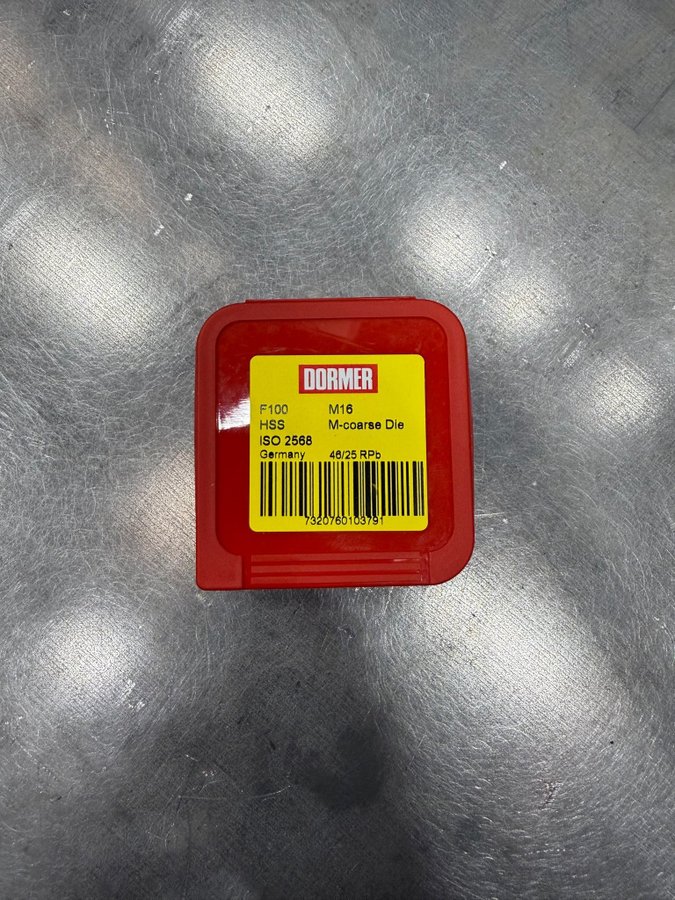 DORMER
F100 M16
HSS M-coarse Die
ISO 2568
Germany 46/25 RPb
7320760103791